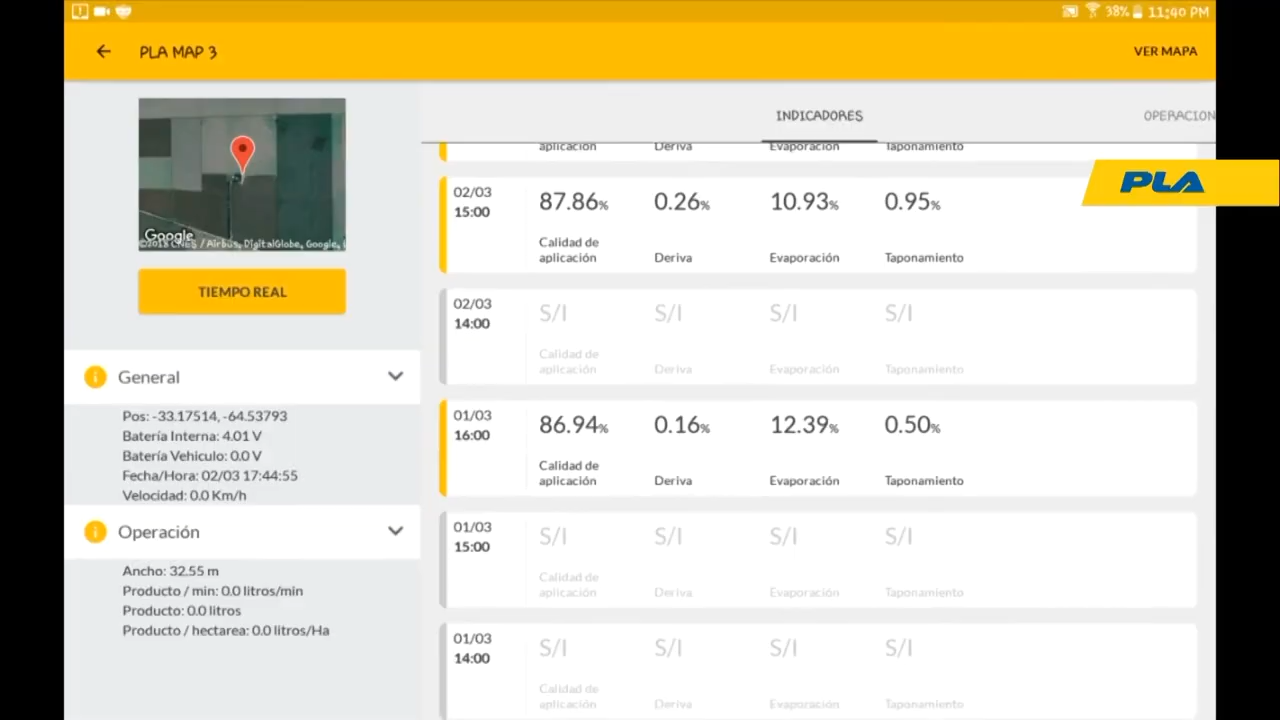 38% 11:40 PM
PLA MAP 3
VER MAPA
INDICADORES
OPERACION
aplicación Deriva Evaporación Taponamiento
PLA
02/03
15:00
87.86% 0.26% 10.93% 0.95%
Calidad de
aplicación Deriva Evaporación Taponamiento
02/03
14:00
S/I S/I S/I S/I
Calidad de
aplicación Deriva Evaporación Taponamiento
01/03
16:00
86.94% 0.16% 12.39% 0.50%
Calidad de
aplicación Deriva Evaporación Taponamiento
01/03
15:00
S/I S/I S/I S/I
Calidad de
aplicación Deriva Evaporación Taponamiento
01/03
14:00
S/I S/I S/I S/I
Calidad de
aplicación Deriva Evaporación Taponamiento
Google
©2018 CNES / Airbus, DigitalGlobe, Google,
TIEMPO REAL
General
Pos: -33.17514, -64.53793
Batería Interna: 4.01 V
Batería Vehiculo: 0.0 V
Fecha/Hora: 02/03 17:44:55
Velocidad: 0.0 Km/h
Operación
Ancho: 32.55 m
Producto / min: 0.0 litros/min
Producto: 0.0 litros
Producto / hectarea: 0.0 litros/Ha